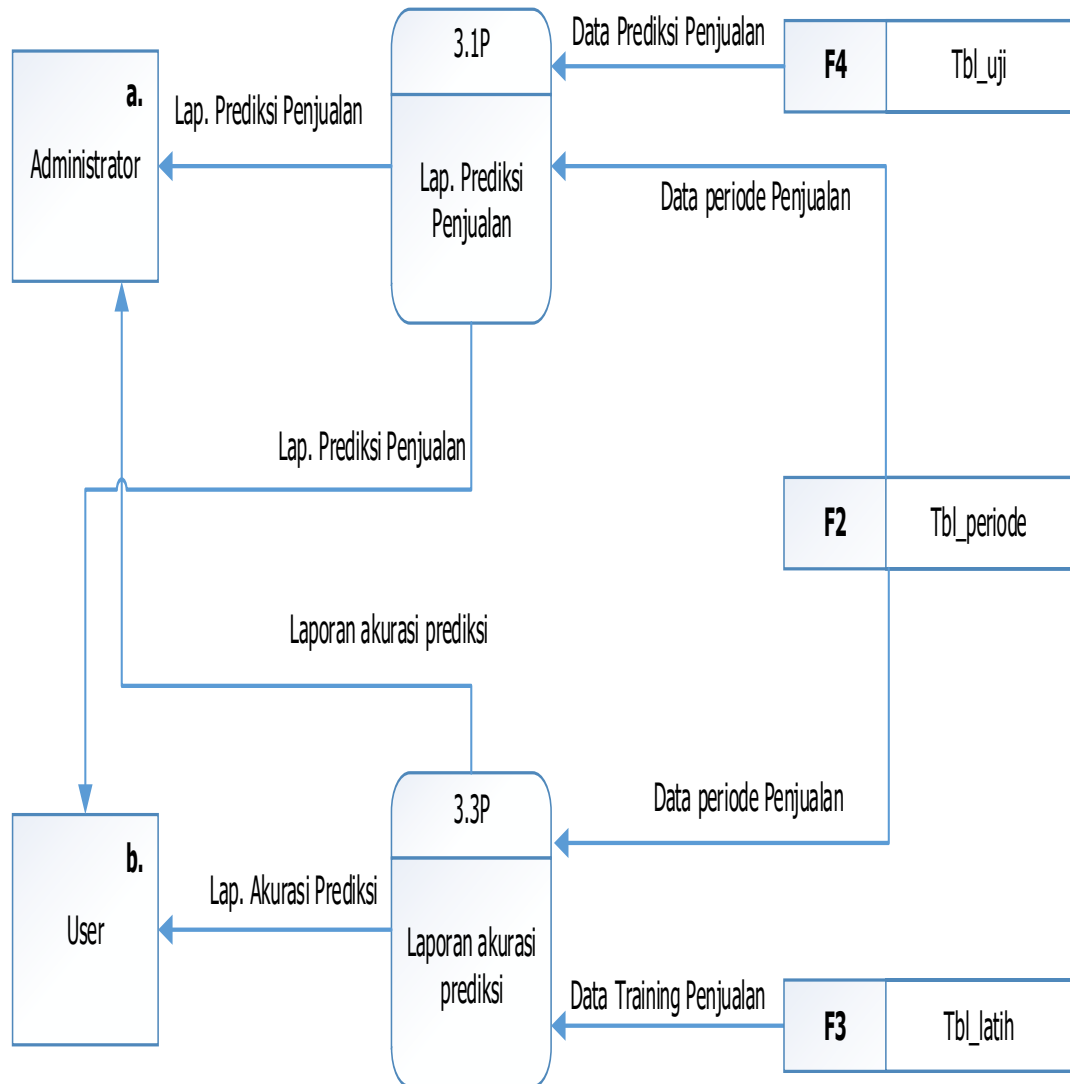 3.1P
Data Prediksi Penjualan
F4
Tbl_uji
a.
Administrator
Lap. Prediksi Penjualan
Lap. Prediksi
Penjualan
Data periode Penjualan
Lap. Prediksi Penjualan
F2
Tbl_periode
Laporan akurasi prediksi
3.3P
Data periode Penjualan
b.
User
Lap. Akurasi Prediksi
Laporan akurasi
prediksi
Data Training Penjualan
F3
Tbl_latih